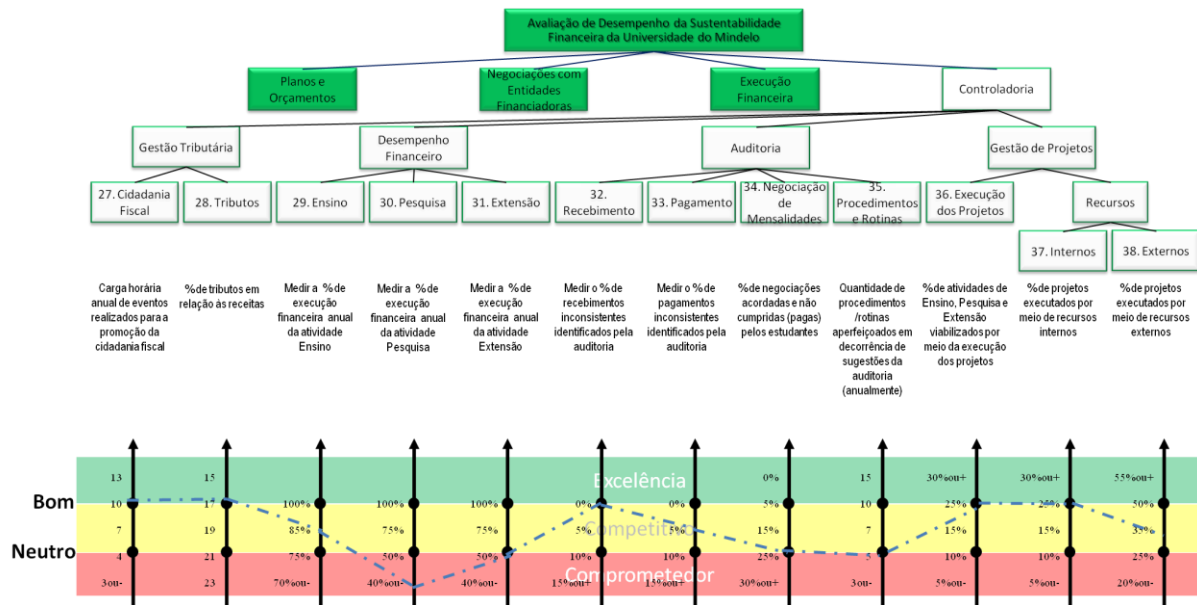 Avaliação de Desempenho da Sustentabilidade
Financeira da Universidade do Mindelo
Planos e
Orçamentos
Negociações com
Entidades
Financiadoras
Execução
Financeira
Controladoria
Gestão Tributária
Desempenho
Financeiro
Auditoria
Gestão de Projetos
27. Cidadania
Fiscal
28. Tributos
29. Ensino
30. Pesquisa
31. Extensão
32.
Recebimento
33. Pagamento
34. Negociação
de
Mensalidades
35.
Procedimentos
e Rotinas
36. Execução
dos Projetos
Recursos
37. Internos
38. Externos
Carga horária
anual de eventos
realizados para a
promoção da
cidadania fiscal
% de tributos em
relação às receitas
Medir a % de
execução
financeira anual
da atividade
Ensino
Medir a % de
execução
financeira anual
da atividade
Pesquisa
Medir a % de
execução
financeira anual
da atividade
Extensão
Medir o % de
recebimentos
inconsistentes
identificados pela
auditoria
Medir o % de
pagamentos
inconsistentes
identificados pela
auditoria
% de negociações
acordadas e não
cumpridas (pagas)
pelos estudantes
Quantidade de
procedimentos
/rotinas
aperfeiçoados em
decorrência de
sugestões da
auditoria
(anualmente)
% de atividades de
Ensino, Pesquisa e
Extensão
viabilizados por
meio da execução
dos projetos
% de projetos
executados por
meio de recursos
internos
% de projetos
executados por
meio de recursos
externos
13 15 Excelência 0% 15 30%ou+ 30%ou+ 55%ou+
Bom 10 17 100% 100% 100% 0% 0% 5% 10 25% 25% 50%
7 19 85% 75% 75% 5% Competitivo 5% 15% 7 15% 15% 35%
Neutro 4 21 75% 50% 50% 10% 10% 25% 5 10% 10% 25%
3ou- 23 70%ou- 40%ou- 40%ou- 15%ou+ Comprometedor 15%ou+ 30%ou+ 3ou- 5%ou- 5%ou- 20%ou-